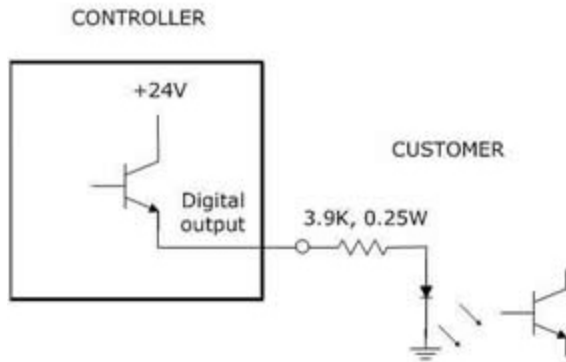 CONTROLLER
+24V
CUSTOMER
Digital
output
3.9K, 0.25W